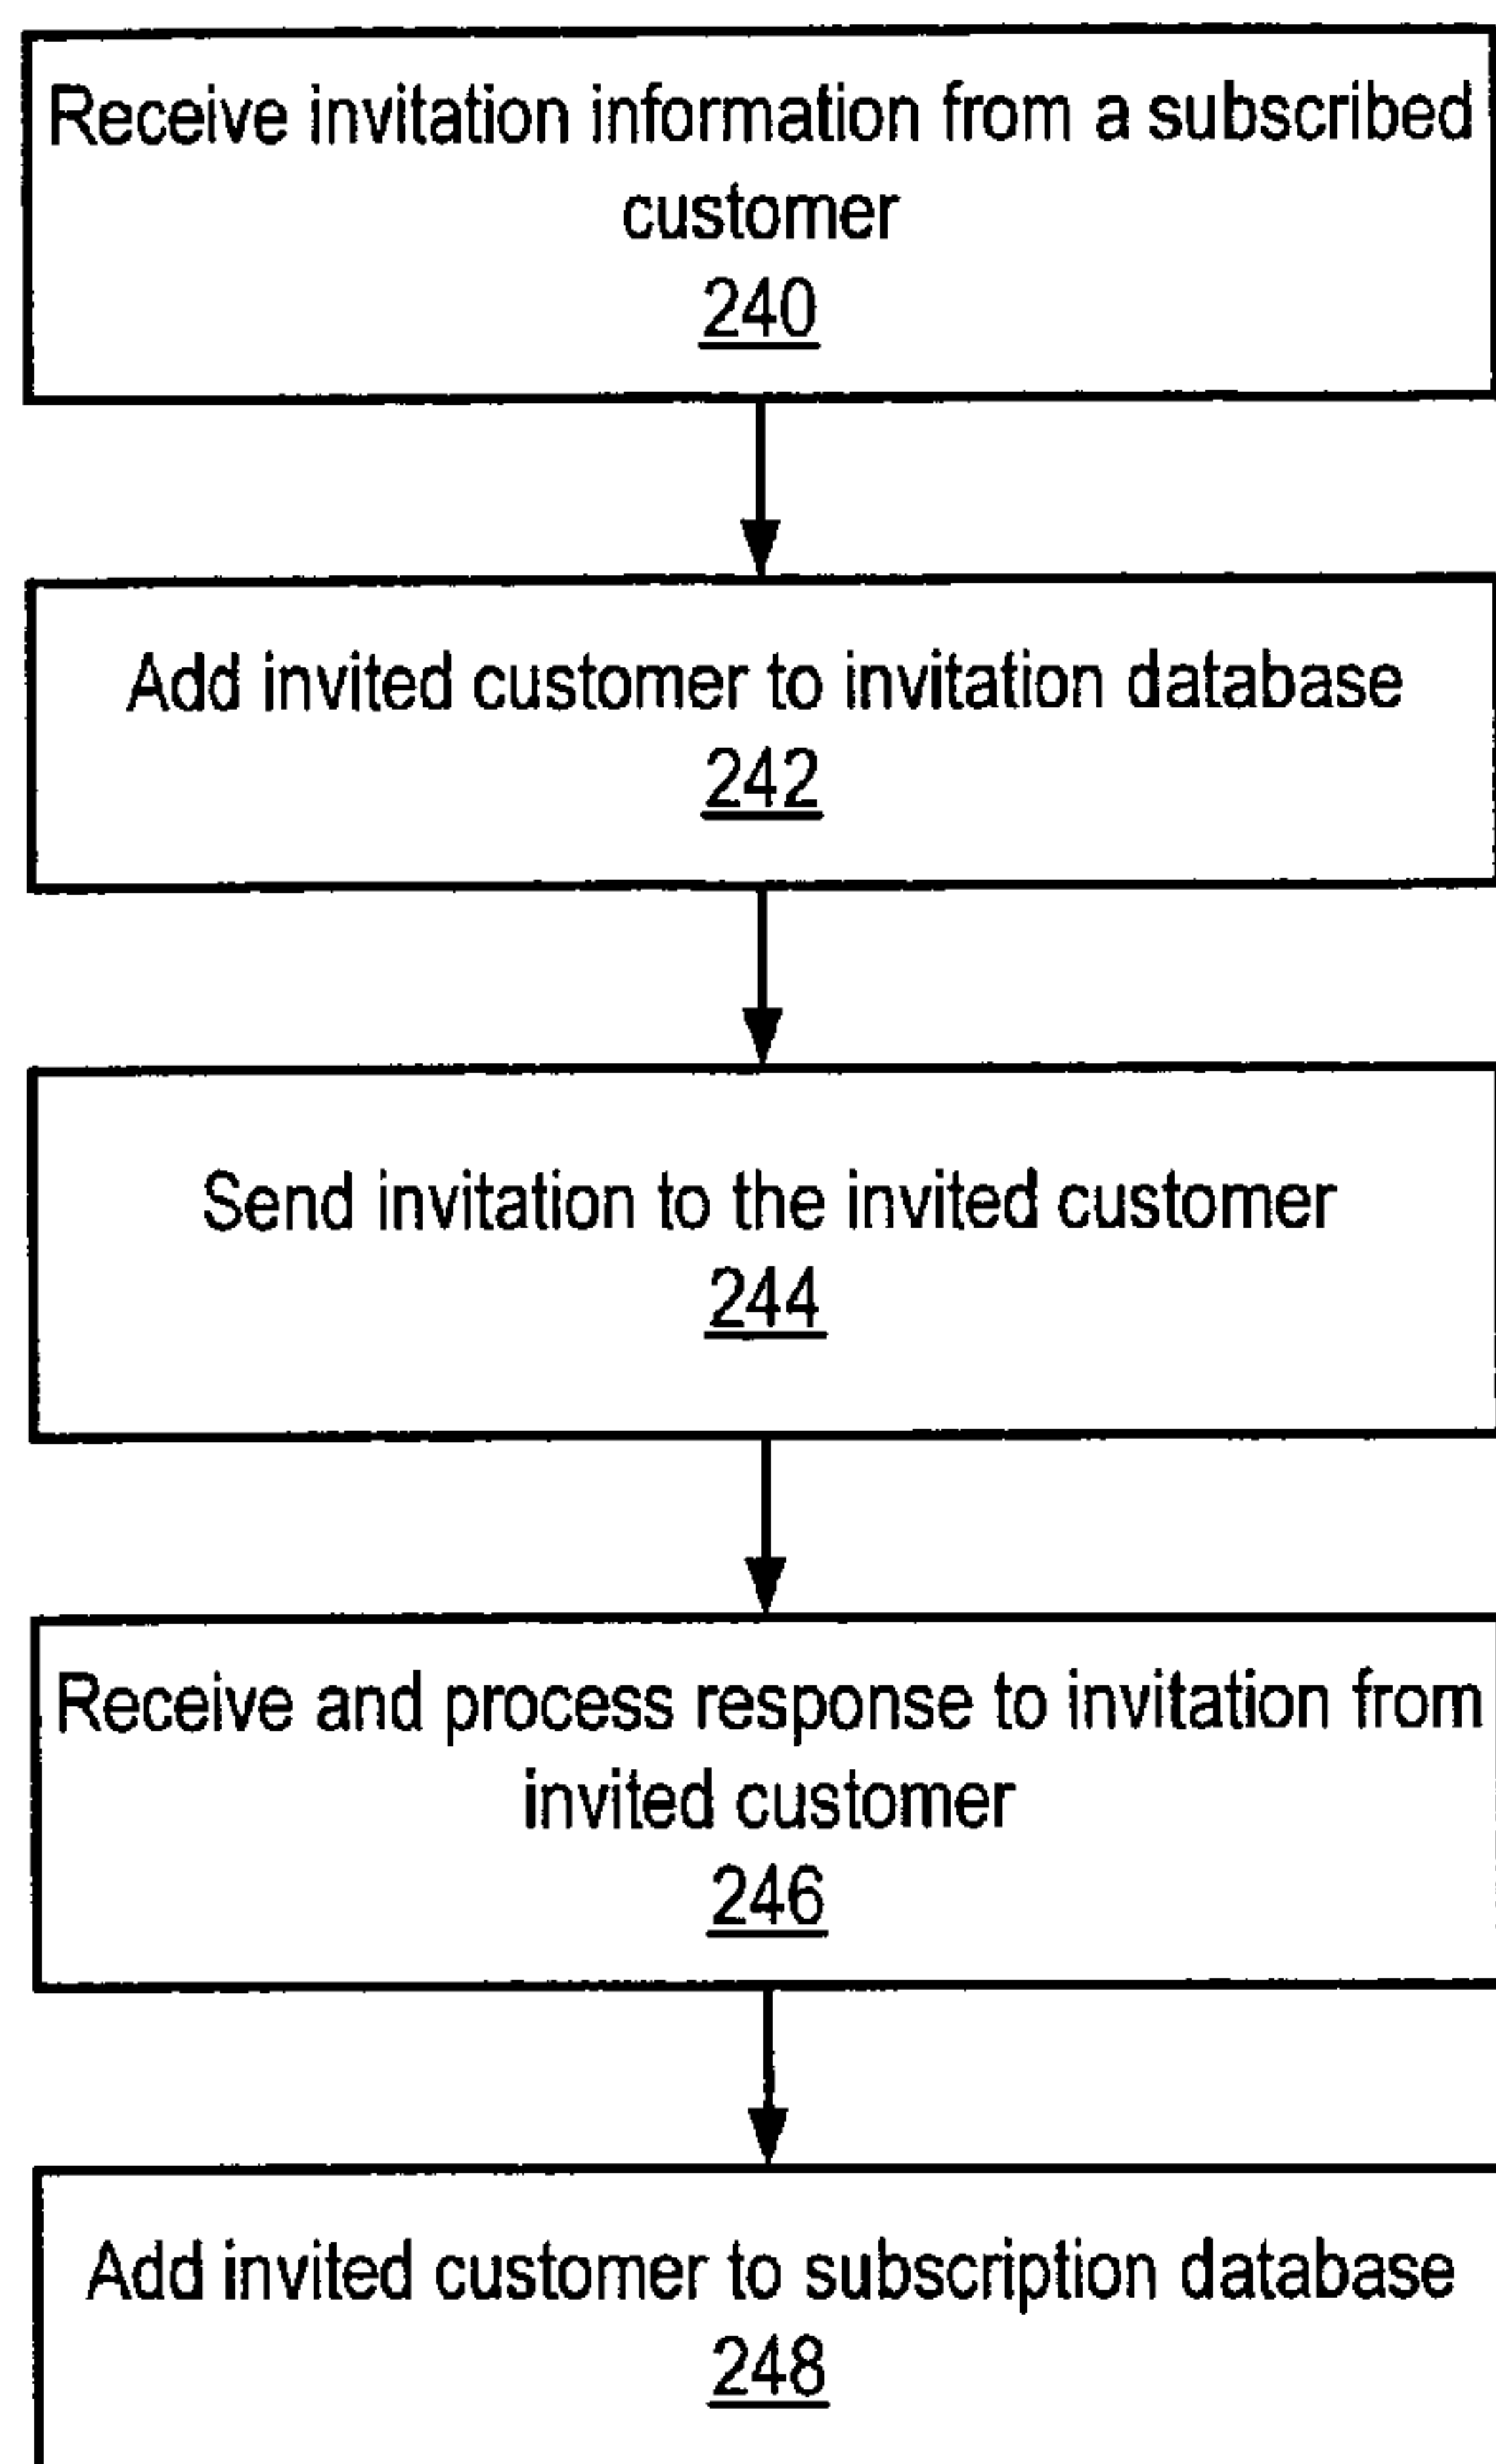 Receive invitation information from a subscribed
customer
240
Add invited customer to invitation database
242
Send invitation to the invited customer
244
Receive and process response to invitation from
invited customer
246
Add invited customer to subscription database
248